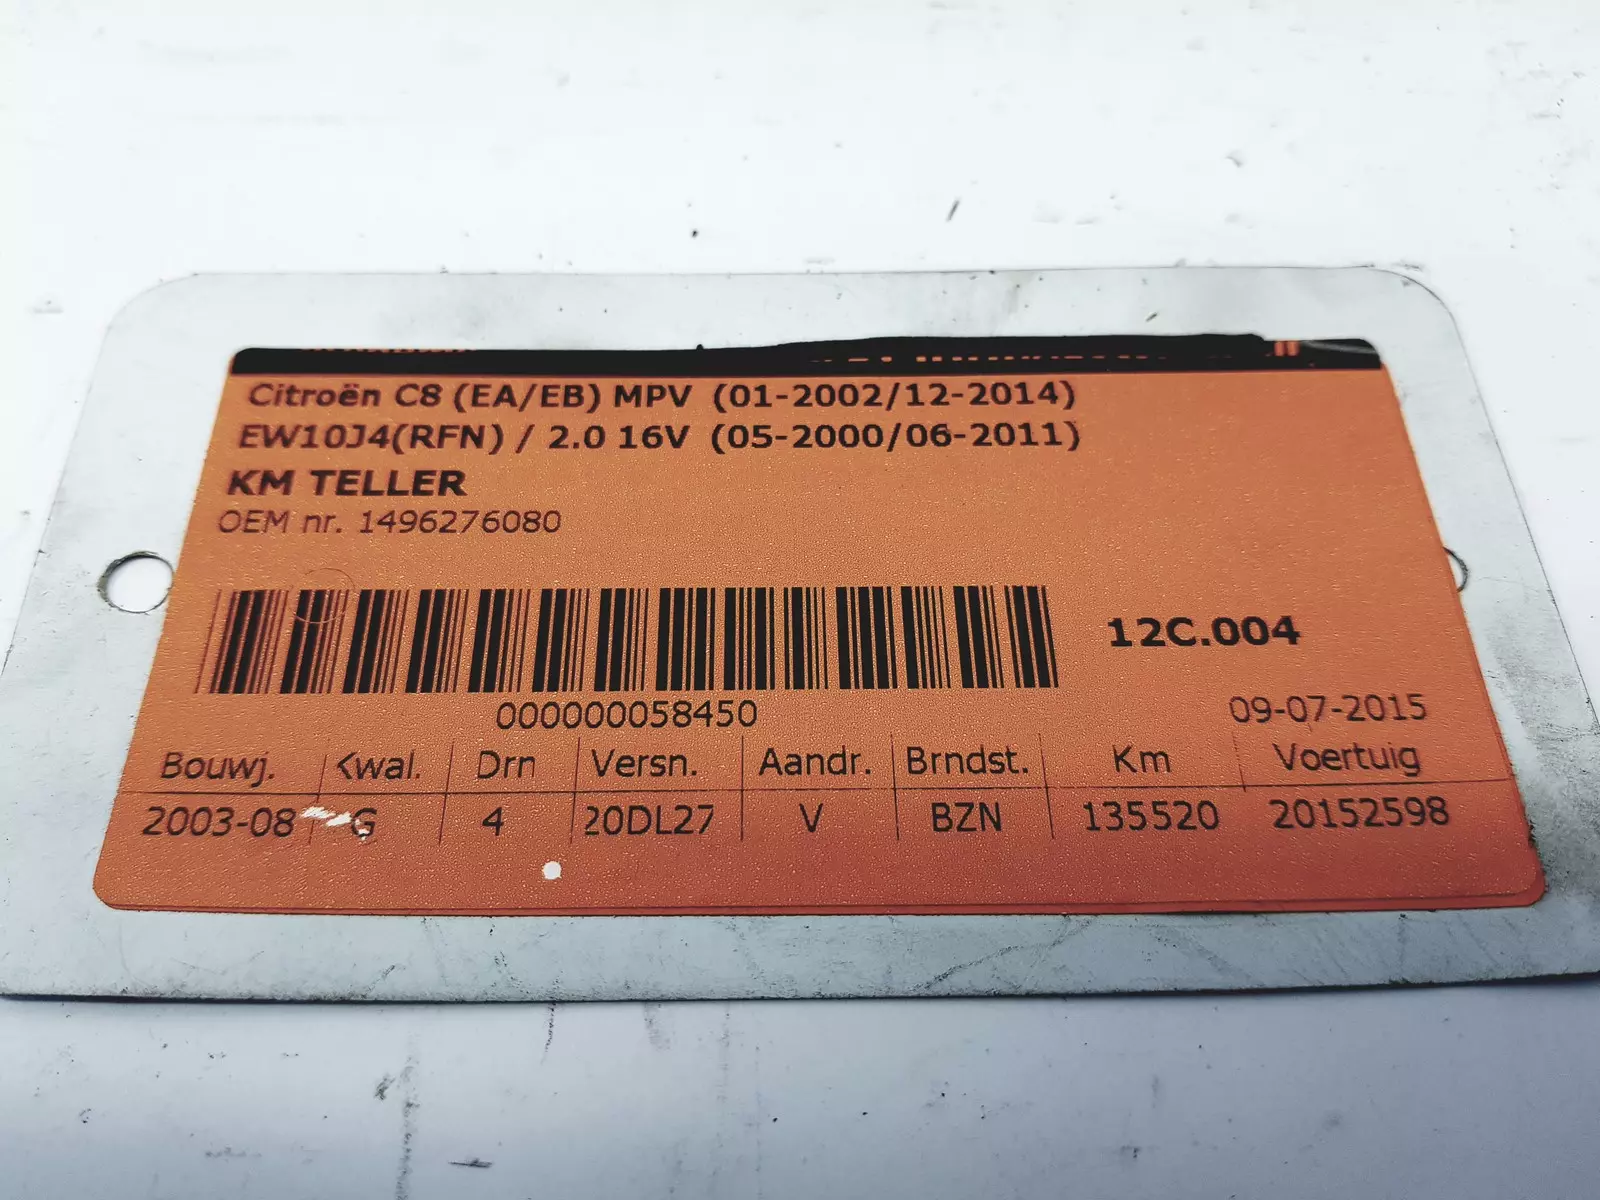 Citroën C8 (EA/EB) MPV (01-2002/12-2014)
EW10J4(RFN) / 2.0 16V (05-2000/06-2011)
KM TELLER
OEM nr. 1496276080
12C.004
000000058450
09-07-2015
Bouwj. Kwal. Drn Versn. Aandr. Brndst. Km Voertuig
2003-08 G 4 20DL27 V BZN 135520 20152598